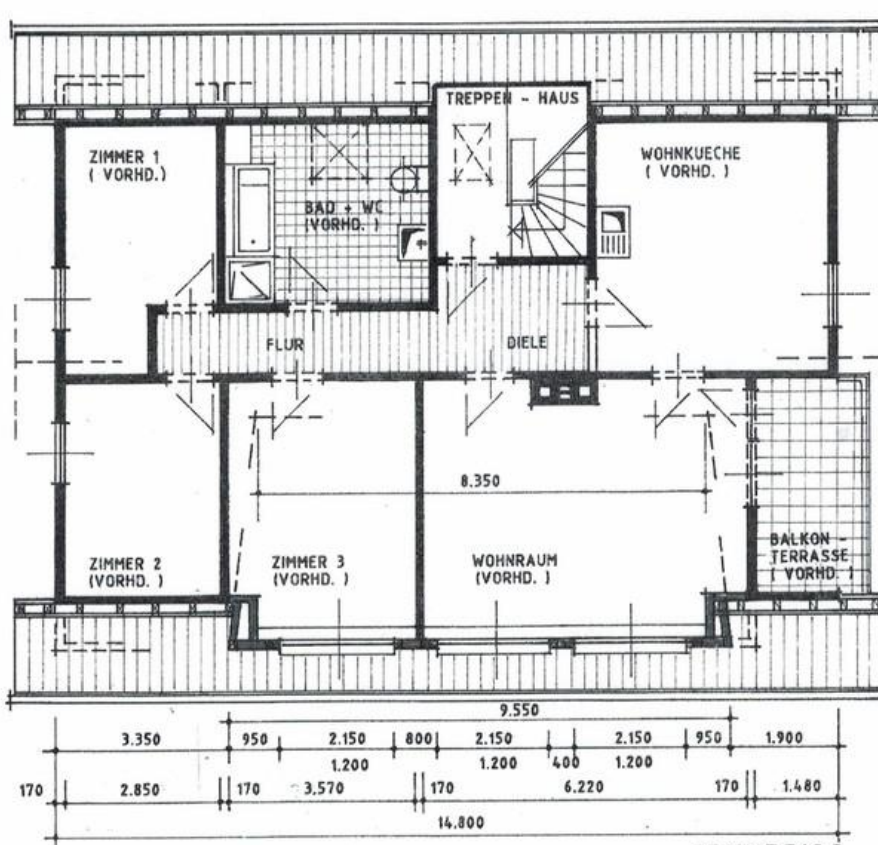 TREPPEN - HAUS
ZIMMER 1
( VORHD.)
BAD + WC
(VORHD. )
WOHNKUECHE
( VORHD. )
FLUR
DIELE
8.350
ZIMMER 2
(VORHD. )
ZIMMER 3
(VORHD. )
WOHNRAUM
(VORHD. )
BALKON -
TERRASSE
( VORHD. )
9.550
3.350 950 2.150 800 2.150 2.150 950 1.900
1.200 1.200 400 1.200
170 2.850 170 3.570 170 6.220 170 1.480
14.800